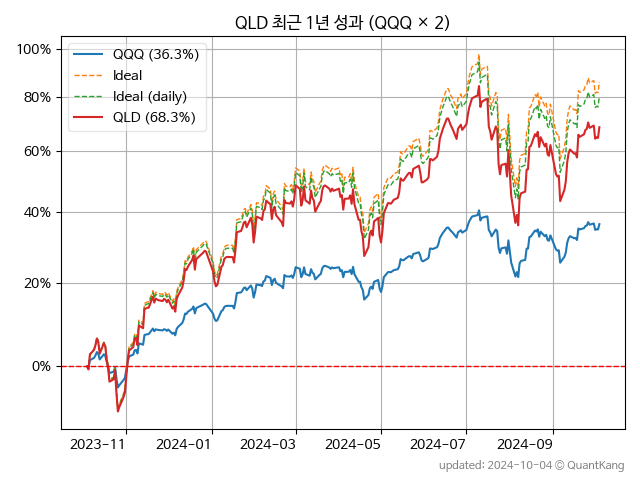 QLD 최근 1년 성과 (QQQ × 2)
QQQ (36.3%)
Ideal
Ideal (daily)
QLD (68.3%)
100%
80%
60%
40%
20%
0%
2023−11
2024−01
2024−03
2024−05
2024−07
2024−09
updated: 2024-10-04 © QuantKang